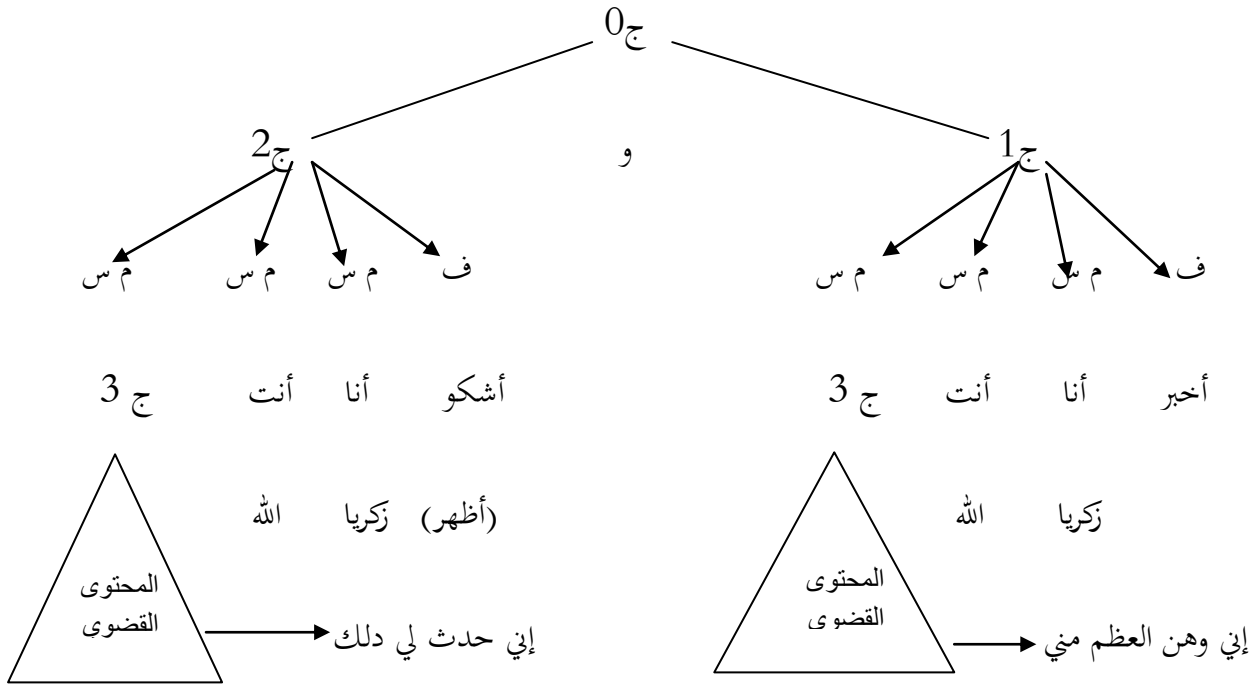 ج0
ج1 و ج2
ف م س م س م س ف م س م س م س
أخبر أنا أنت ج 3 أشكو أنا أنت ج 3
زكريا الله (أظهر) زكريا الله
المحتوى المحتوى
القضوي القضوي
إني وهن العظم مني إني حدث لي دلك